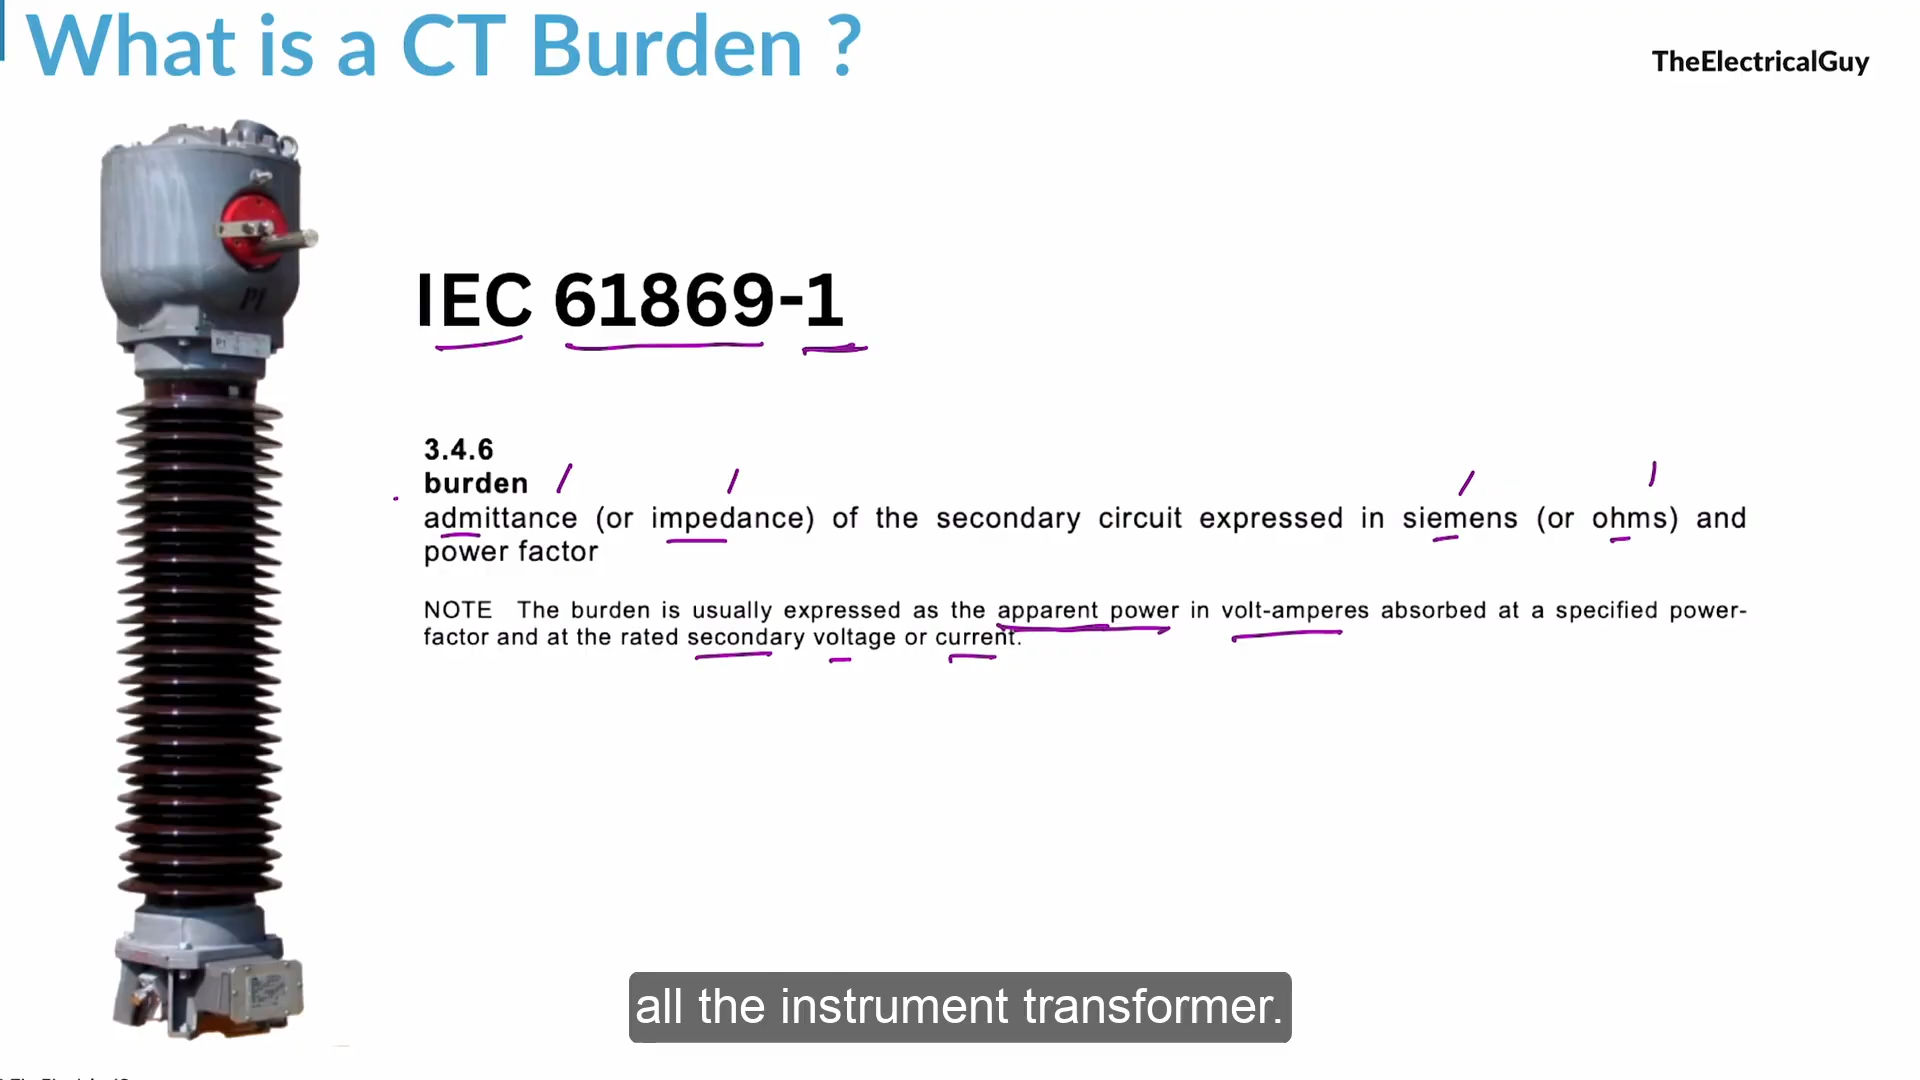 What is a CT Burden ?
TheElectricalGuy
P1
P1
IEC 61869-1
3.4.6
burden
admittance (or impedance) of the secondary circuit expressed in siemens (or ohms) and
power factor
NOTE The burden is usually expressed as the apparent power in volt-amperes absorbed at a specified power-
factor and at the rated secondary voltage or current.
all the instrument transformer.